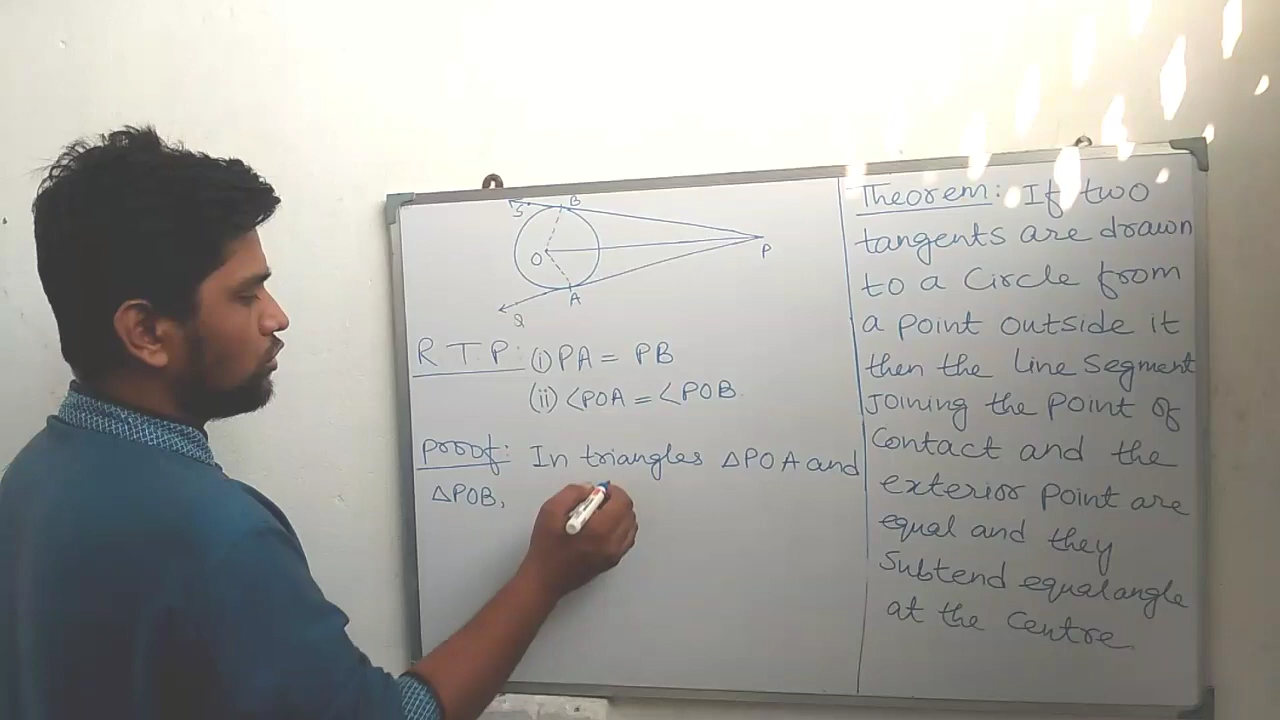 S B
O P
A
Q
R T P: (i) PA = PB
(ii) <POA = <POB.
Proof: In triangles △POA and
△POB,
Theorem: If two
tangents are drawn
to a Circle from
a point outside it
then the line Segment
Joining the point of
Contact and the
exterior point are
equal and they
Subtend equal angle
at the Centre.